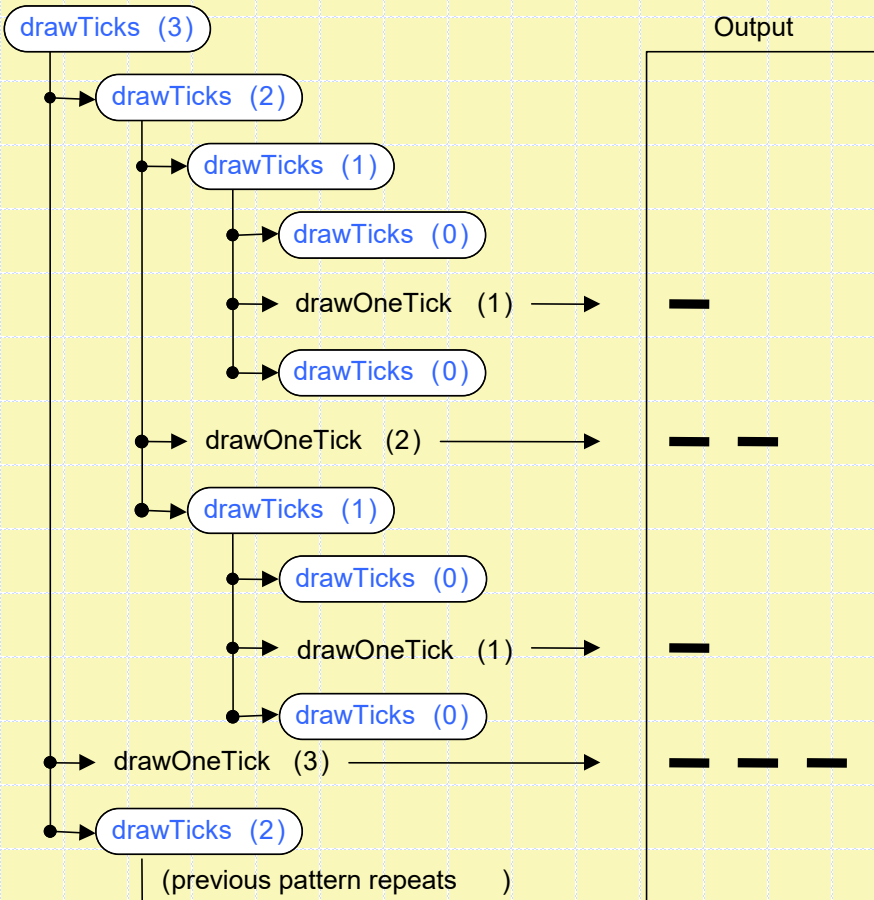 drawTicks (3)
Output
drawTicks (2)
drawTicks (1)
drawTicks (0)
drawOneTick (1)
drawTicks (0)
drawOneTick (2)
drawTicks (1)
drawTicks (0)
drawOneTick (1)
drawTicks (0)
drawOneTick (3)
drawTicks (2)
(previous pattern repeats )